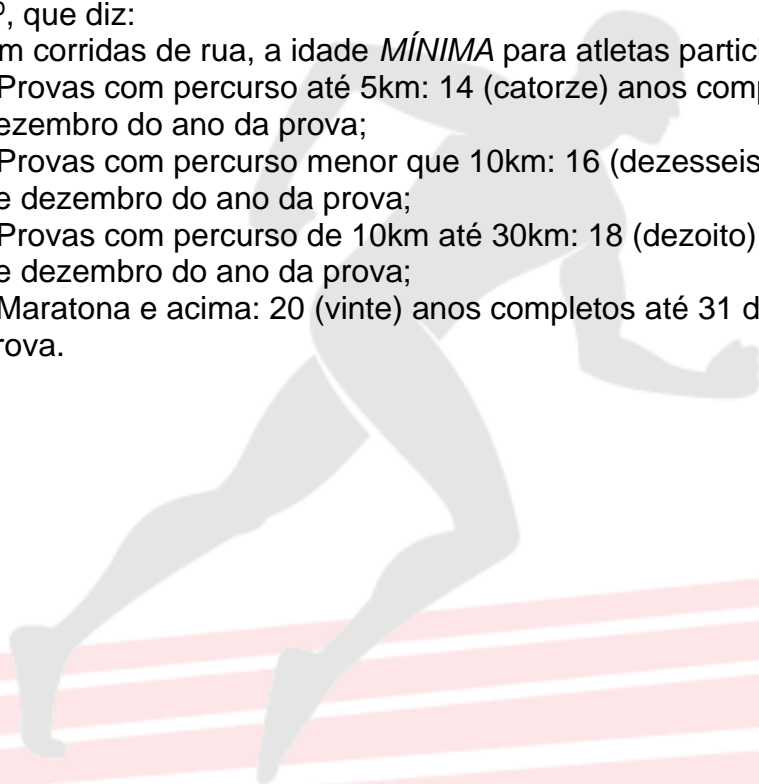 º, que diz:
m corridas de rua, a idade MÍNIMA para atletas partici
Provas com percurso até 5km: 14 (catorze) anos comp
ezembro do ano da prova;
Provas com percurso menor que 10km: 16 (dezesseis
e dezembro do ano da prova;
Provas com percurso de 10km até 30km: 18 (dezoito)
e dezembro do ano da prova;
Maratona e acima: 20 (vinte) anos completos até 31 d
rova.